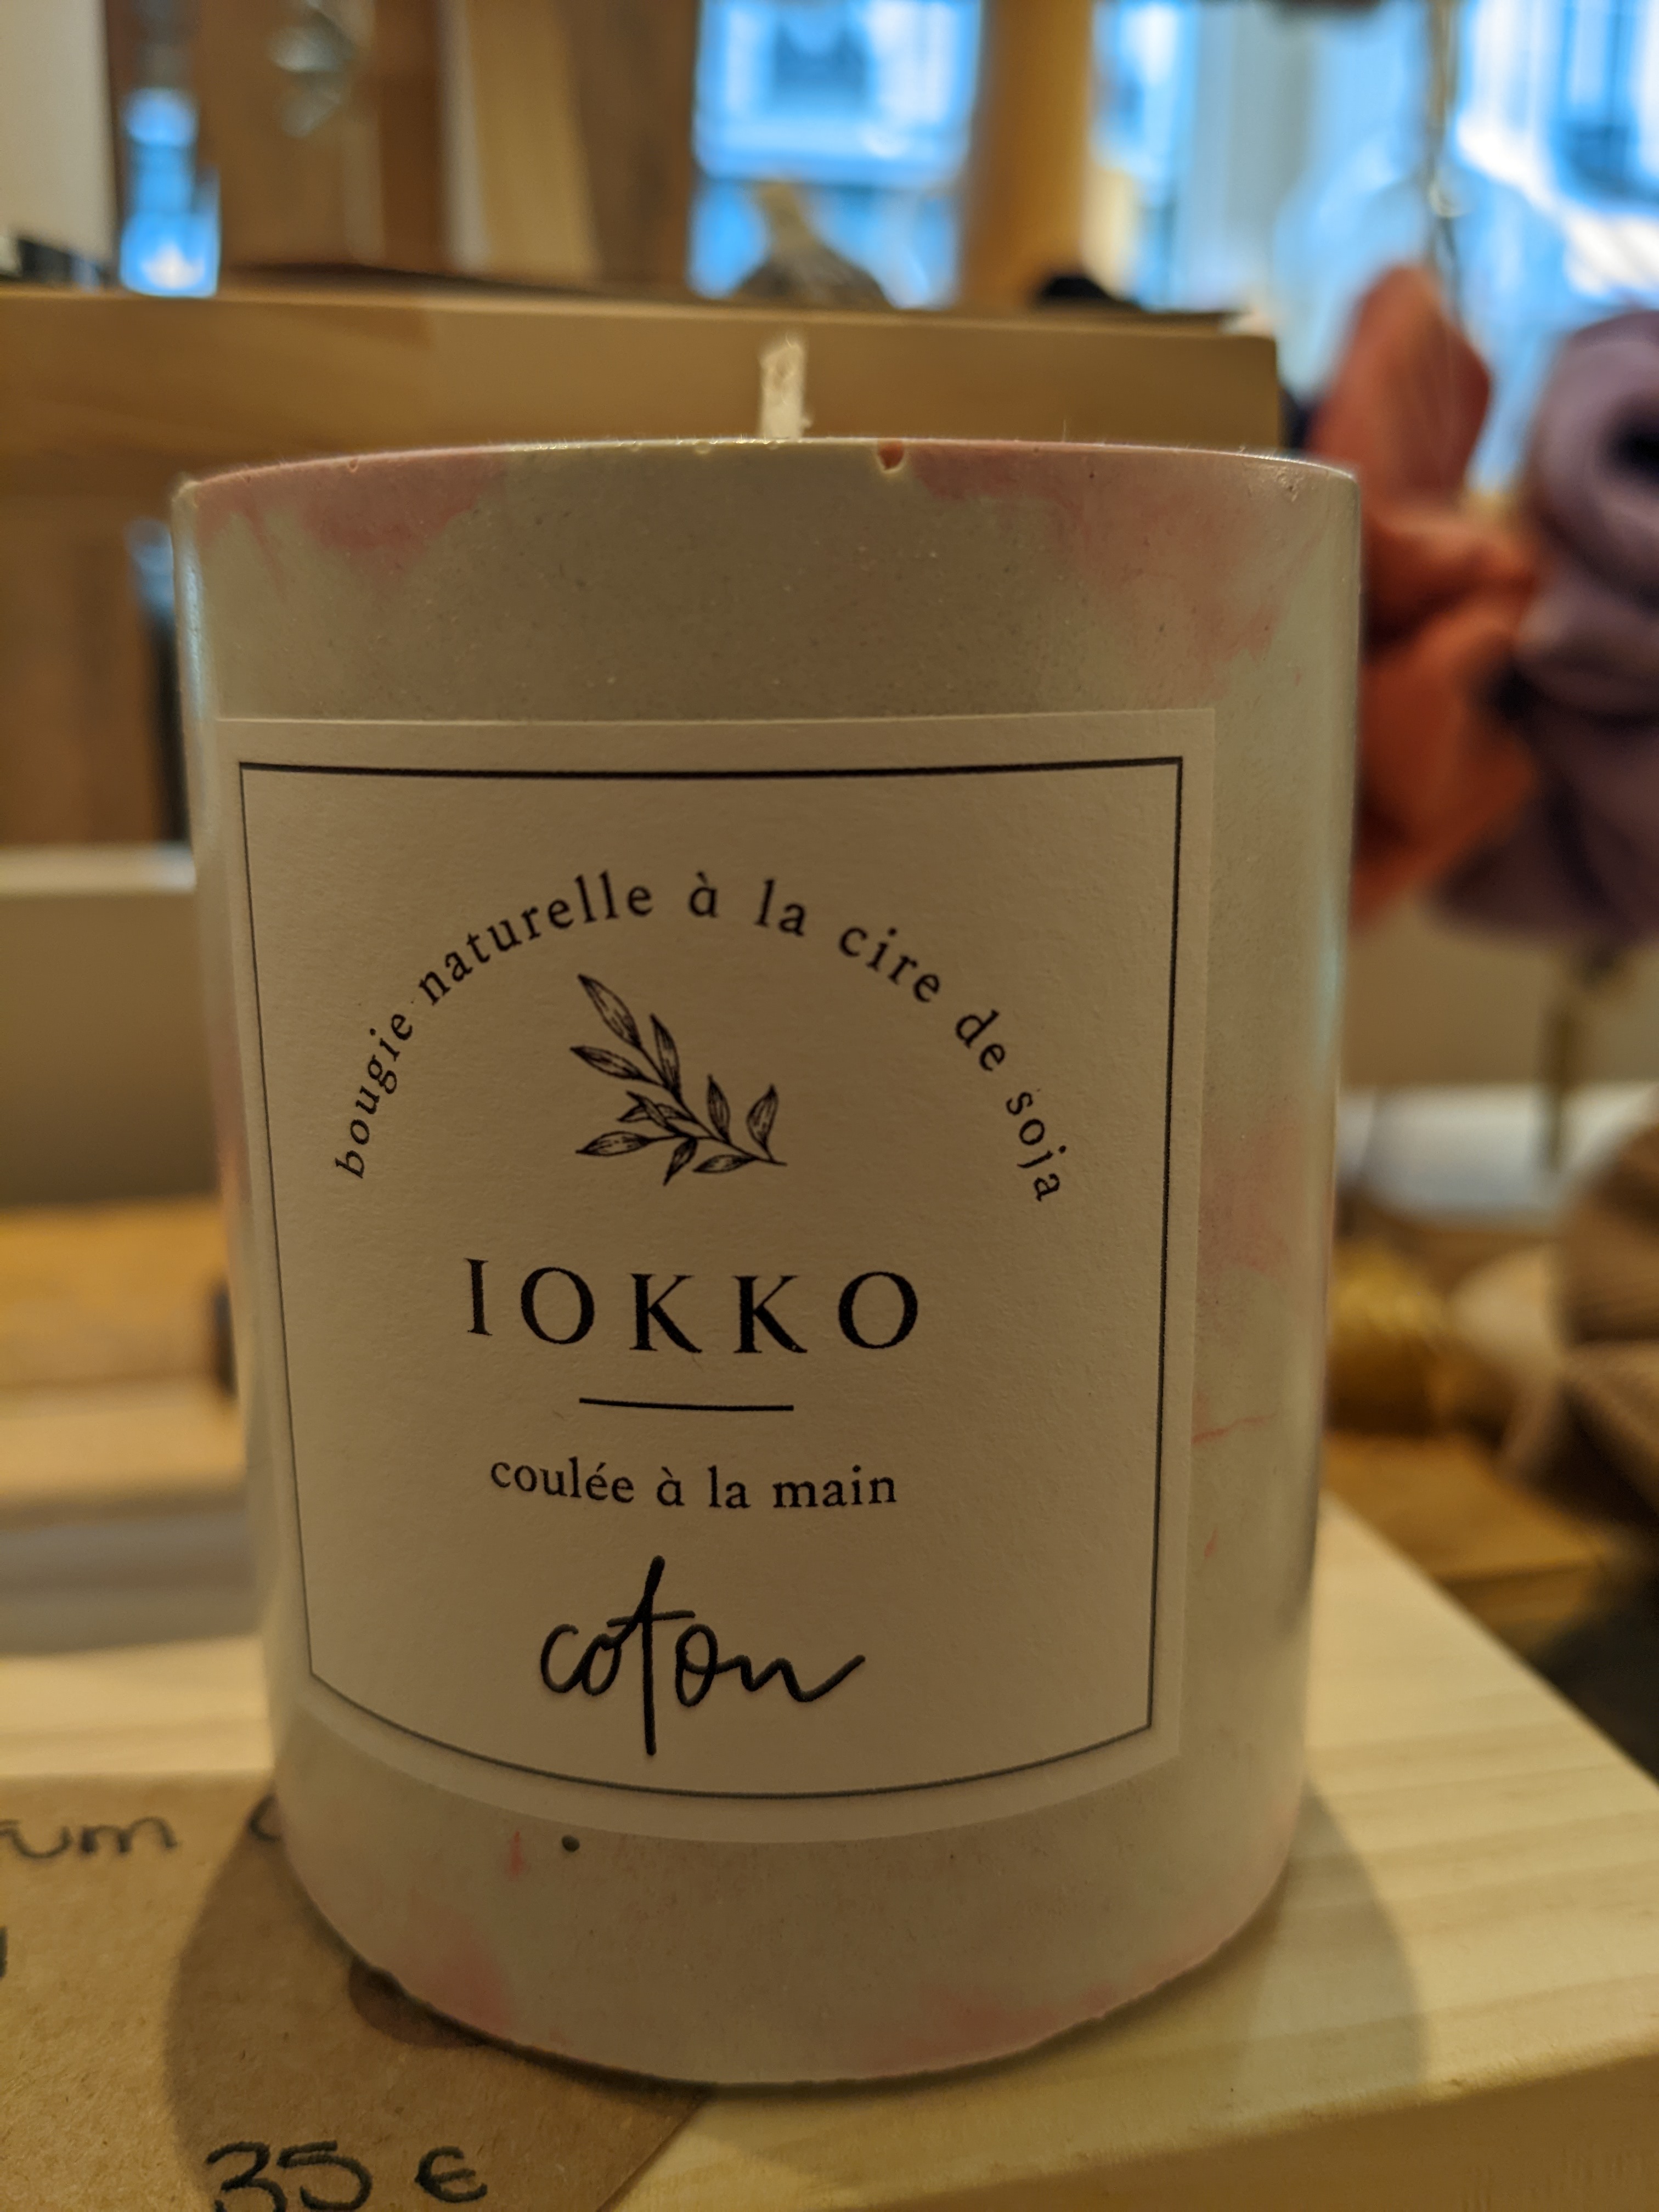 bougie naturelle à la cire de soja
IOKKO
coulée à la main
coton
35 €